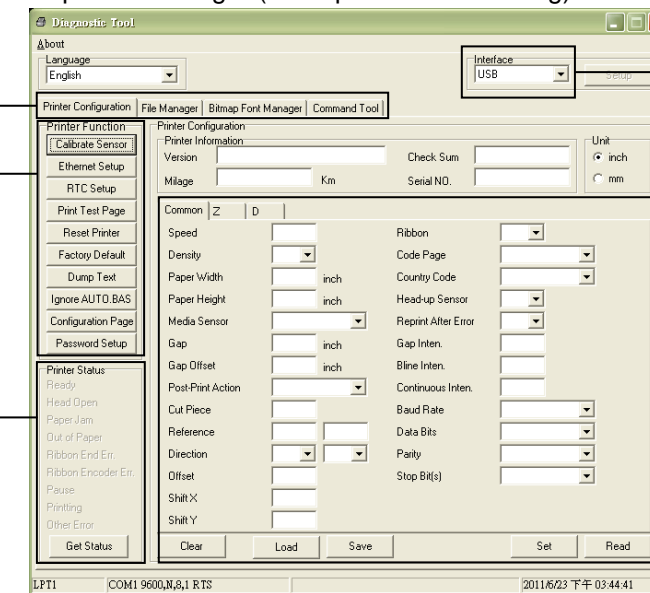 Diagnostic Tool
About
Language
English
Interface
USB
Setup
Printer Configuration File Manager Bitmap Font Manager Command Tool
Printer Function
Calibrate Sensor
Ethernet Setup
RTC Setup
Print Test Page
Reset Printer
Factory Default
Dump Text
Ignore AUTO.BAS
Configuration Page
Password Setup
Printer Status
Ready
Head Open
Paper Jam
Out of Paper
Ribbon End Err.
Ribbon Encoder Err.
Pause
Printting
Other Error
Get Status
Printer Configuration
Printer Information
Version
Check Sum
Milage Km
Serial NO.
Unit
inch
mm
Common Z D
Speed
Ribbon
Density
Code Page
Paper Width inch
Country Code
Paper Height inch
Head-up Sensor
Media Sensor
Reprint After Error
Gap inch
Gap Inten.
Gap Offset inch
Bline Inten.
Post-Print Action
Continuous Inten.
Cut Piece
Baud Rate
Reference
Data Bits
Direction
Parity
Offset
Stop Bit(s)
Shift X
Shift Y
Clear Load Save Set Read
LPT1 COM1 9600,N,8,1 RTS 2011/6/23 下午 03:44:41